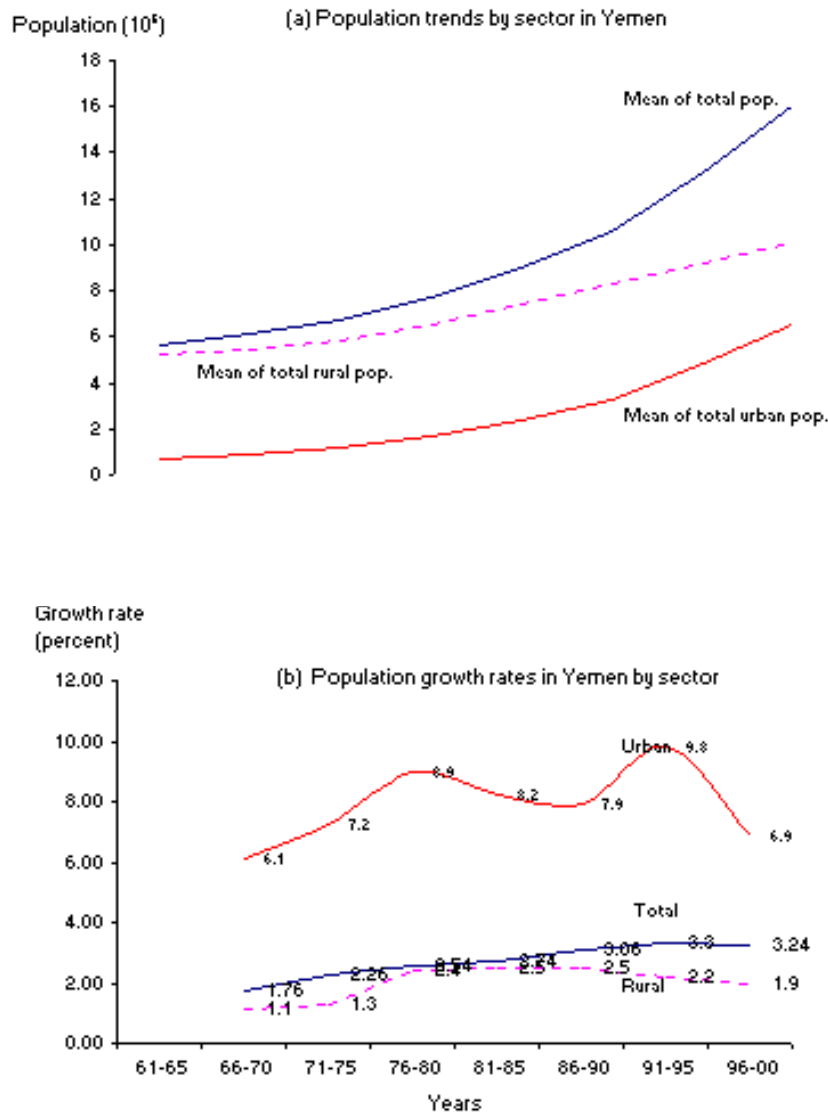 (a) Population trends by sector in Yemen
Population (10⁶)
18
16
14
12
10
8
6
4
2
0
Mean of total pop.
Mean of total rural pop.
Mean of total urban pop.
Growth rate
(percent)
(b) Population growth rates in Yemen by sector
12.00
10.00
8.00
6.00
4.00
2.00
0.00
Urban
6.1
7.2
8.9
8.2
7.9
9.8
6.9
Total
1.76
2.26
2.54
3.06
3.3
3.24
Rural
1.1
1.3
2.4
2.5
2.5
2.2
1.9
61-65 66-70 71-75 76-80 81-85 86-90 91-95 96-00
Years